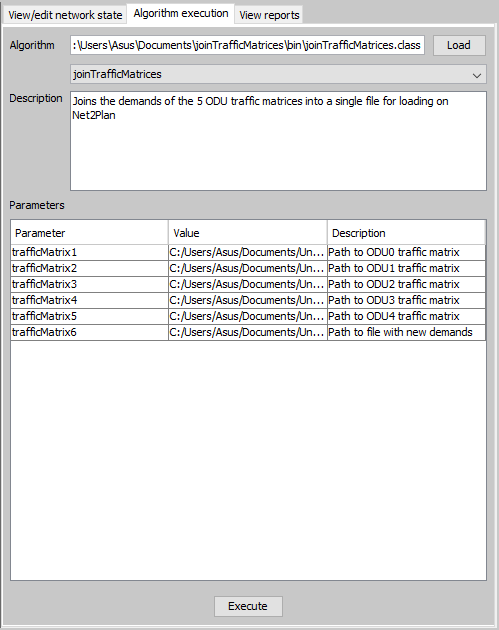 View/edit network state Algorithm execution View reports
Algorithm :\Users\Asus\Documents\joinTrafficMatrices\bin\joinTrafficMatrices.class Load
joinTrafficMatrices
Description Joins the demands of the 5 ODU traffic matrices into a single file for loading on
Net2Plan
Parameters
Parameter Value Description
trafficMatrix1 C:/Users/Asus/Documents/Un... Path to ODU0 traffic matrix
trafficMatrix2 C:/Users/Asus/Documents/Un... Path to ODU1 traffic matrix
trafficMatrix3 C:/Users/Asus/Documents/Un... Path to ODU2 traffic matrix
trafficMatrix4 C:/Users/Asus/Documents/Un... Path to ODU3 traffic matrix
trafficMatrix5 C:/Users/Asus/Documents/Un... Path to ODU4 traffic matrix
trafficMatrix6 C:/Users/Asus/Documents/Un... Path to file with new demands
Execute